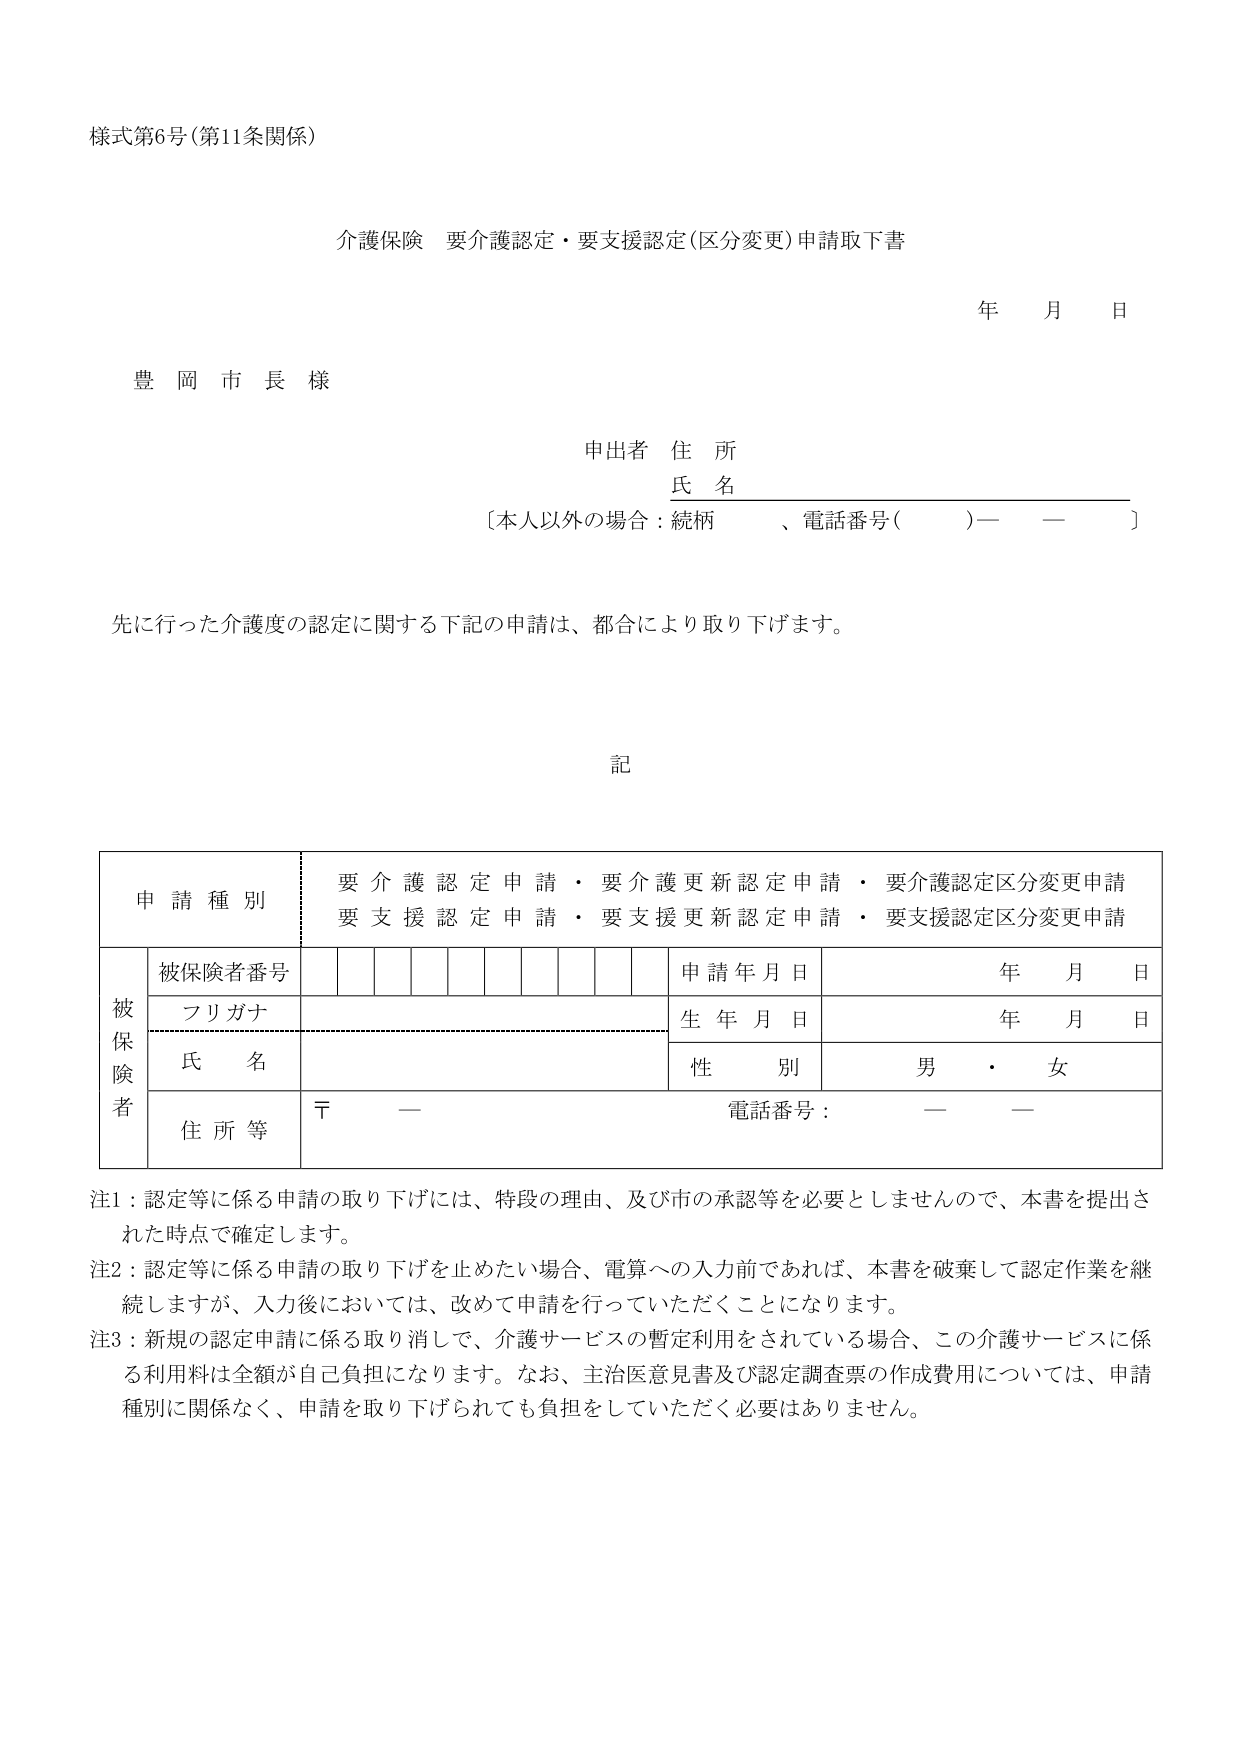 様式第6号(第11条関係)
介護保険　要介護認定・要支援認定(区分変更)申請取下書
年　　月　　日
豊　岡　市　長　様
申出者　住　所
氏　名
〔本人以外の場合：続柄　　　、電話番号(　　　)―　　―　　　〕
先に行った介護度の認定に関する下記の申請は、都合により取り下げます。
記
申請種別
要介護認定申請・要介護更新認定申請・要介護認定区分変更申請
要支援認定申請・要支援更新認定申請・要支援認定区分変更申請
被保険者
被保険者番号
申請年月日　　年　　月　　日
フリガナ
生年月日　　年　　月　　日
氏　　名
性　　別　　男　　・　　女
住所等
〒　　　―　　　　　　電話番号：　　　　―　　　―
注1：認定等に係る申請の取り下げには、特段の理由、及び市の承認等を必要としませんので、本書を提出さ
れた時点で確定します。
注2：認定等に係る申請の取り下げを止めたい場合、電算への入力前であれば、本書を破棄して認定作業を継
続しますが、入力後においては、改めて申請を行っていただくことになります。
注3：新規の認定申請に係る取り消しで、介護サービスの暫定利用をされている場合、この介護サービスに係
る利用料は全額が自己負担になります。なお、主治医意見書及び認定調査票の作成費用については、申請
種別に関係なく、申請を取り下げられても負担をしていただく必要はありません。